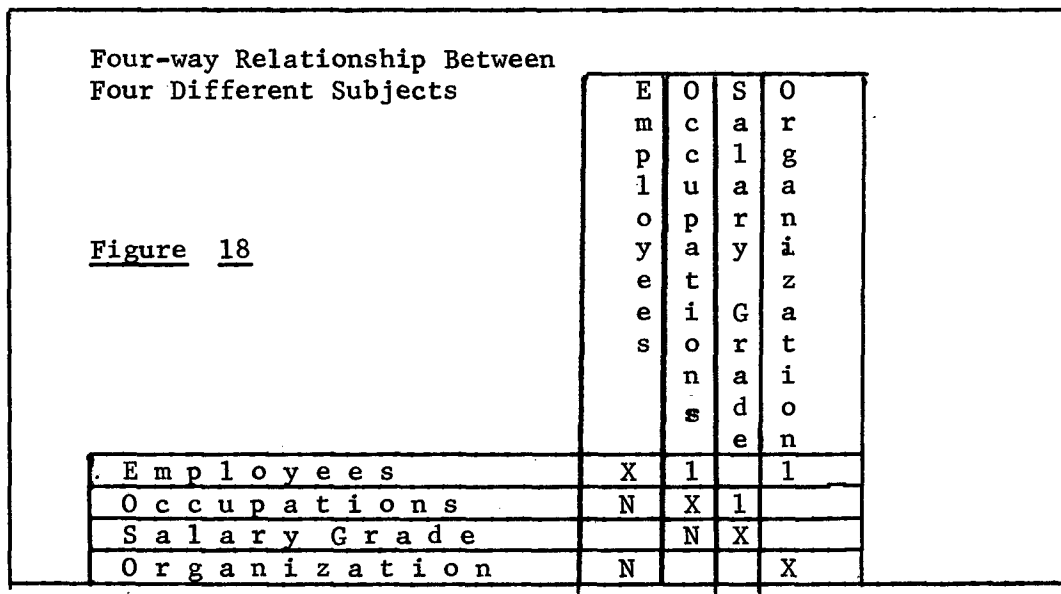 Four-way Relationship Between
Four Different Subjects
Figure 18
Employees
Occupations
Salary Grade
Organization
Employees X 1 1
Occupations N X 1
Salary Grade N X
Organization N X